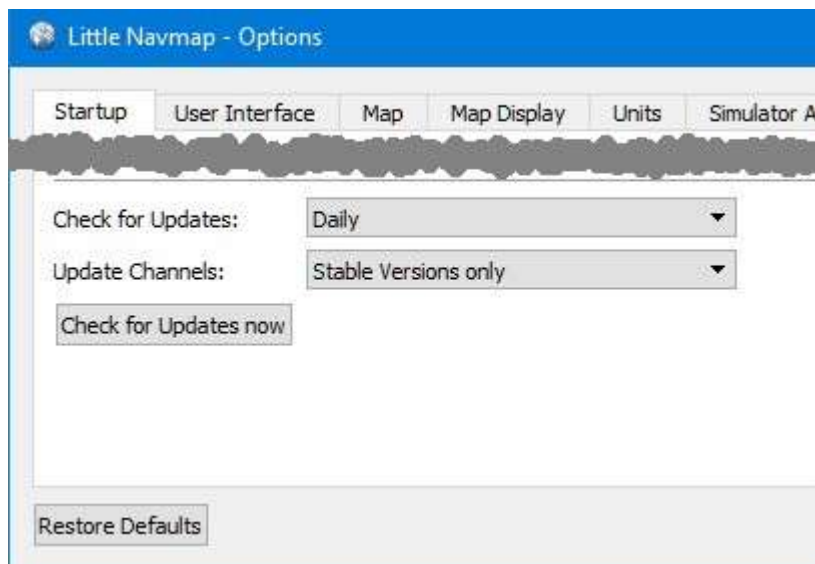 Little Navmap - Options
Startup User Interface Map Map Display Units Simulator A
Check for Updates: Daily
Update Channels: Stable Versions only
Check for Updates now
Restore Defaults